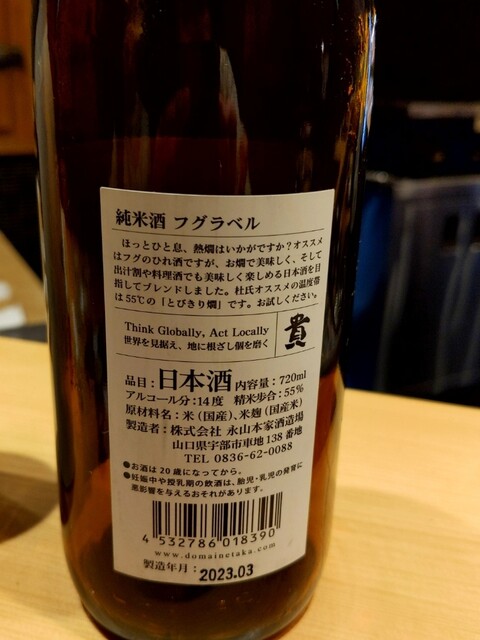 純米酒 フグラベル
ほっとひと息、熱燗はいかがですか？オススメ
はフグのひれ酒ですが、お燗で美味しく、そして
出汁割や料理酒でも美味しく楽しめる日本酒を目
指してブレンドしました。杜氏オススメの温度帯
は55℃の「とびきり燗」です。お試しください。
Think Globally, Act Locally
世界を見据え、地に根ざし個を磨く
貴
品目：日本酒 内容量：720ml
アルコール分：14度 精米歩合：55%
原材料名：米（国産）、米麹（国産米）
製造者：株式会社 永山本家酒造場
山口県宇部市車地138番地
TEL 0836-62-0088
●お酒は20歳になってから。
●妊娠中や授乳期の飲酒は、胎児・乳児の発育に
悪影響を与えるおそれがあります。
4 532786 018390
www.domainetaka.com
製造年月：2023.03